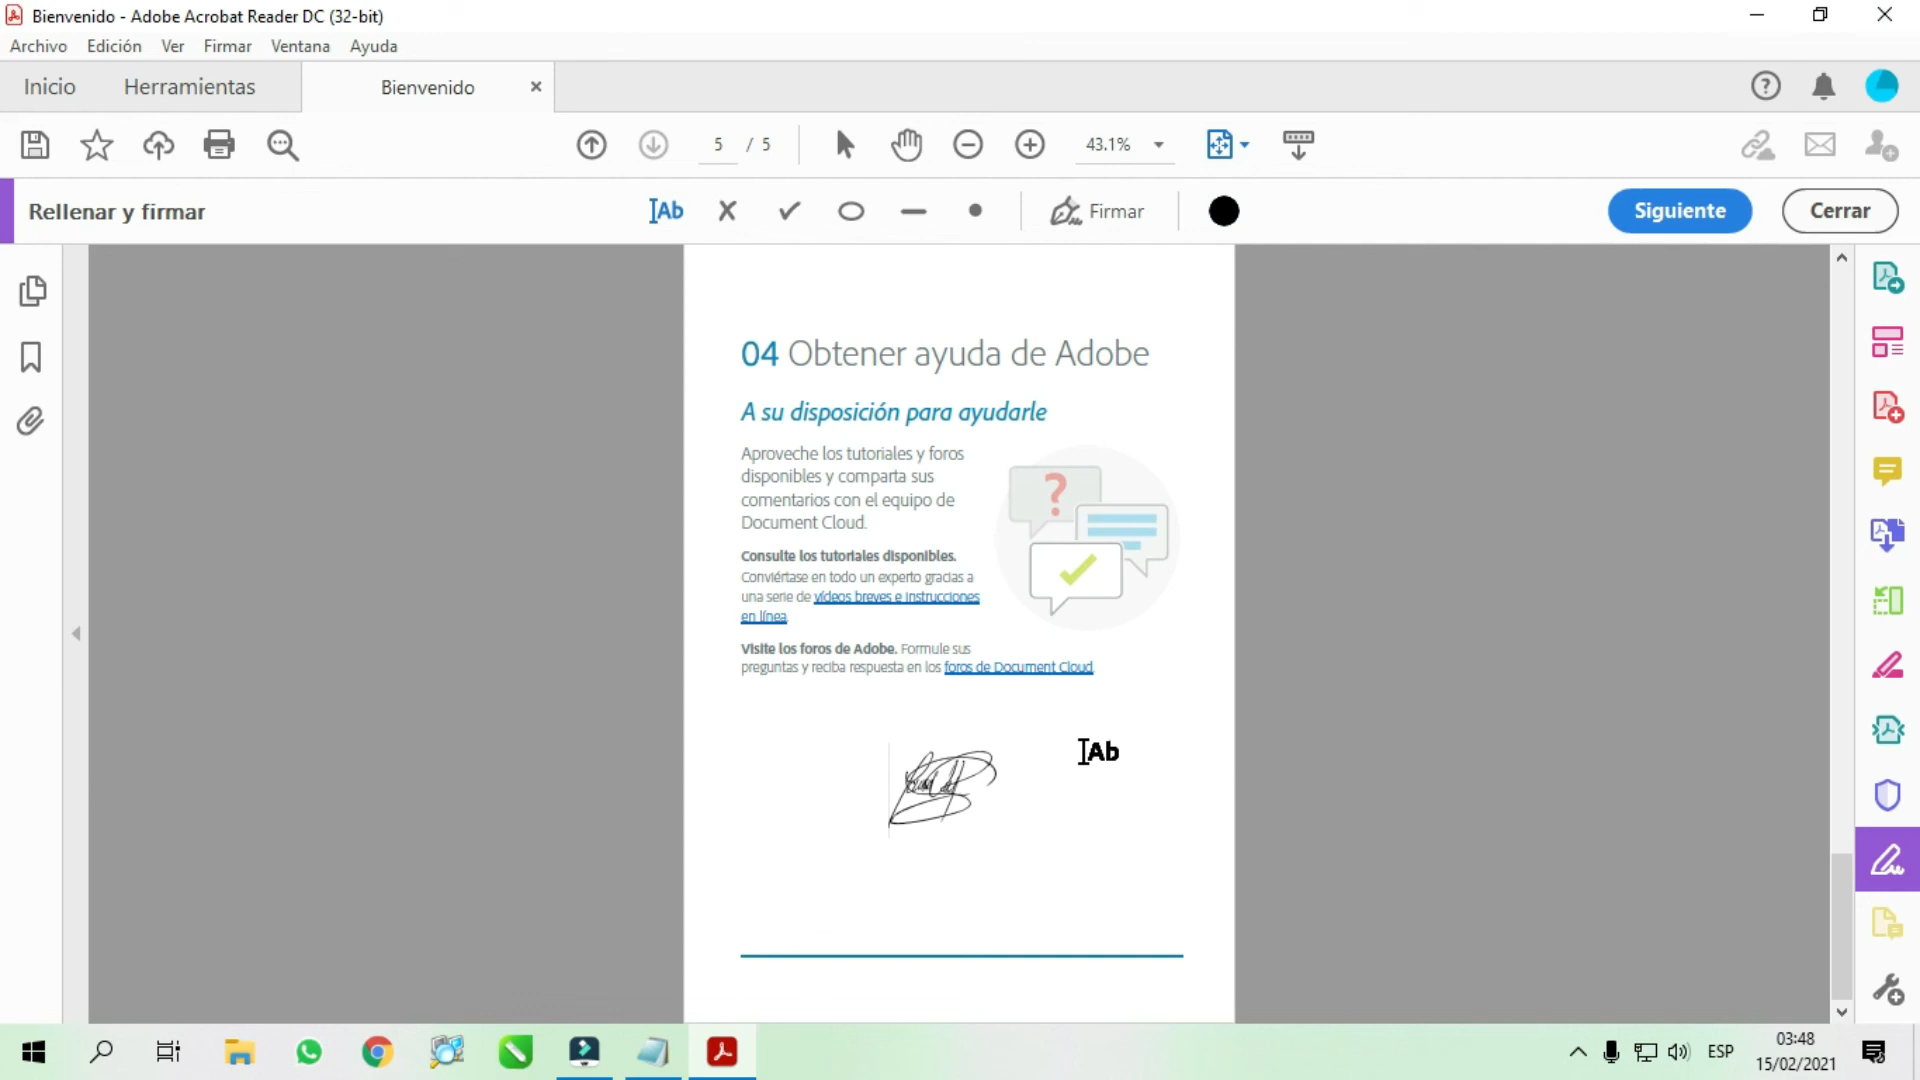 Bienvenido - Adobe Acrobat Reader DC (32-bit)
Archivo Edición Ver Firmar Ventana Ayuda
Inicio Herramientas Bienvenido
5 / 5 43.1%
Rellenar y firmar Ab Firmar Siguiente Cerrar
04 Obtener ayuda de Adobe
A su disposición para ayudarle
Aproveche los tutoriales y foros
disponibles y comparta sus
comentarios con el equipo de
Document Cloud.
?
Consulte los tutoriales disponibles.
Conviértase en todo un experto gracias a
una serie de vídeos breves e instrucciones
en línea.
Visite los foros de Adobe. Formule sus
preguntas y reciba respuesta en los foros de Document Cloud.
Ab
ESP
03:48
15/02/2021